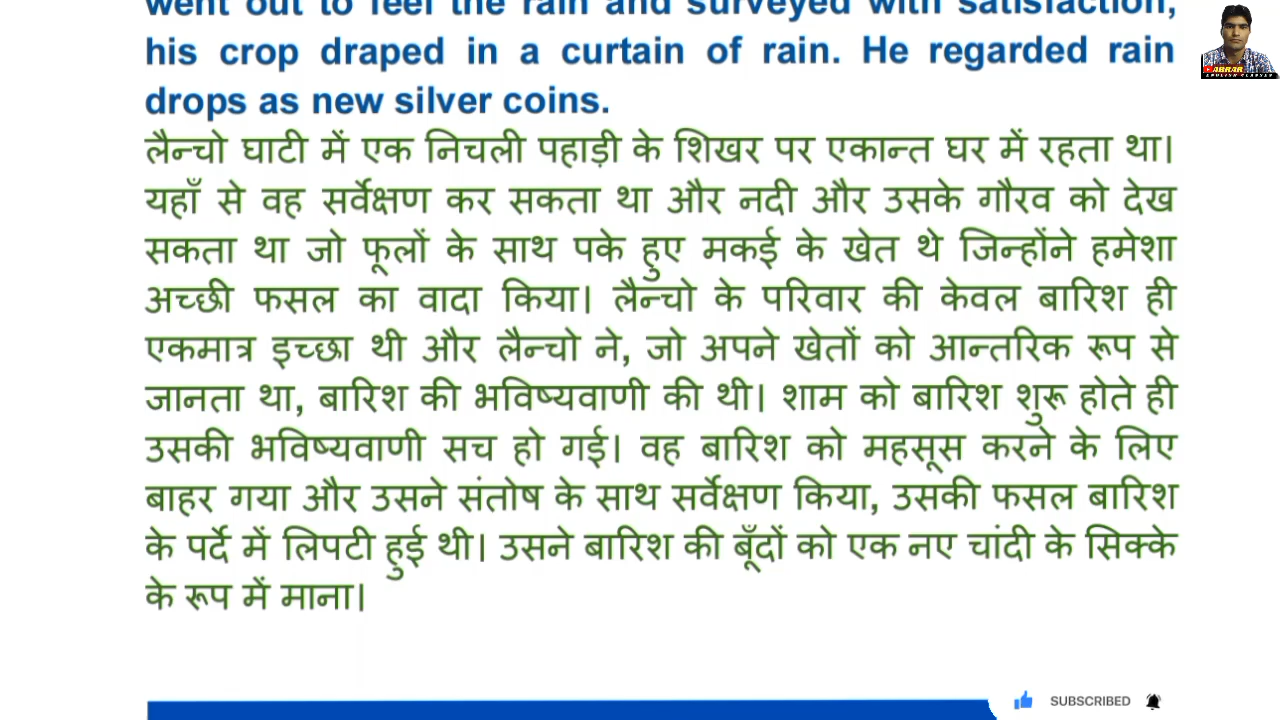 went out to feel the rain and surveyed with satisfaction,
his crop draped in a curtain of rain. He regarded rain
drops as new silver coins.
लैन्चो घाटी में एक निचली पहाड़ी के शिखर पर एकान्त घर में रहता था।
यहाँ से वह सर्वेक्षण कर सकता था और नदी और उसके गौरव को देख
सकता था जो फूलों के साथ पके हुए मकई के खेत थे जिन्होंने हमेशा
अच्छी फसल का वादा किया। लैन्चो के परिवार की केवल बारिश ही
एकमात्र इच्छा थी और लैन्चो ने, जो अपने खेतों को आन्तरिक रूप से
जानता था, बारिश की भविष्यवाणी की थी। शाम को बारिश शुरू होते ही
उसकी भविष्यवाणी सच हो गई। वह बारिश को महसूस करने के लिए
बाहर गया और उसने संतोष के साथ सर्वेक्षण किया, उसकी फसल बारिश
के पर्दे में लिपटी हुई थी। उसने बारिश की बूँदों को एक नए चांदी के सिक्के
के रूप में माना।
ABRAR
ENGLISH CLASSES
SUBSCRIBED